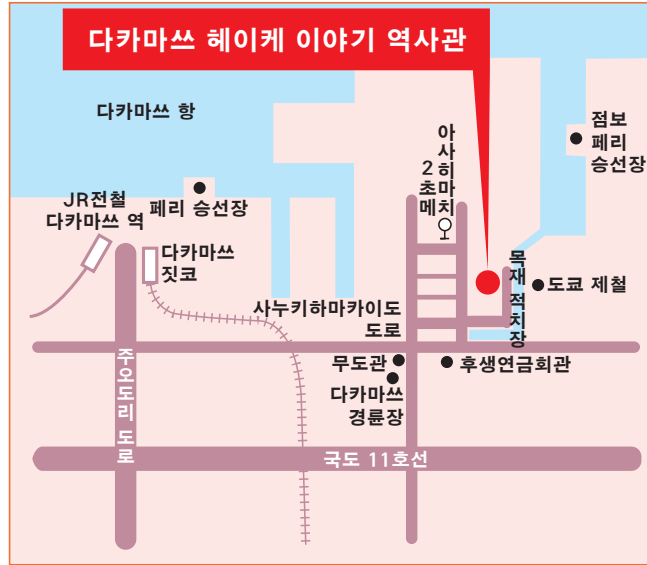 다카마쓰 헤이케 이야기 역사관
다카마쓰 항
점보
페리
승선장
아사히마치
2초메
JR전철
다카마쓰 역
페리 승선장
다카마쓰
짓코
목재 적치장
도쿄 제철
사누키하마카이도
도로
무도관
후생연금회관
다카마쓰
경륜장
주오도리 도로
국도 11호선